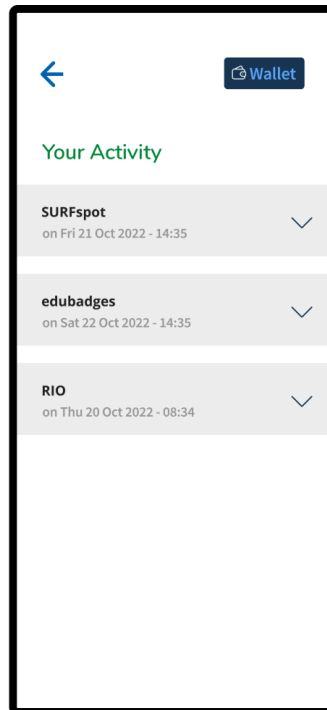 Wallet
Your Activity
SURFspot
on Fri 21 Oct 2022 - 14:35
edubadges
on Sat 22 Oct 2022 - 14:35
RIO
on Thu 20 Oct 2022 - 08:34